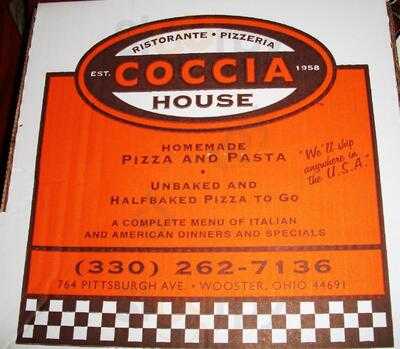 RISTORANTE • PIZZERIA
EST. COCCIA 1958
HOUSE
HOMEMADE
PIZZA AND PASTA
•
UNBAKED AND
HALFBAKED PIZZA TO GO
•
A COMPLETE MENU OF ITALIAN
AND AMERICAN DINNERS AND SPECIALS
"We'll ship
anywhere in
the U.S.A."
(330) 262-7136
764 PITTSBURGH AVE. • WOOSTER, OHIO 44691